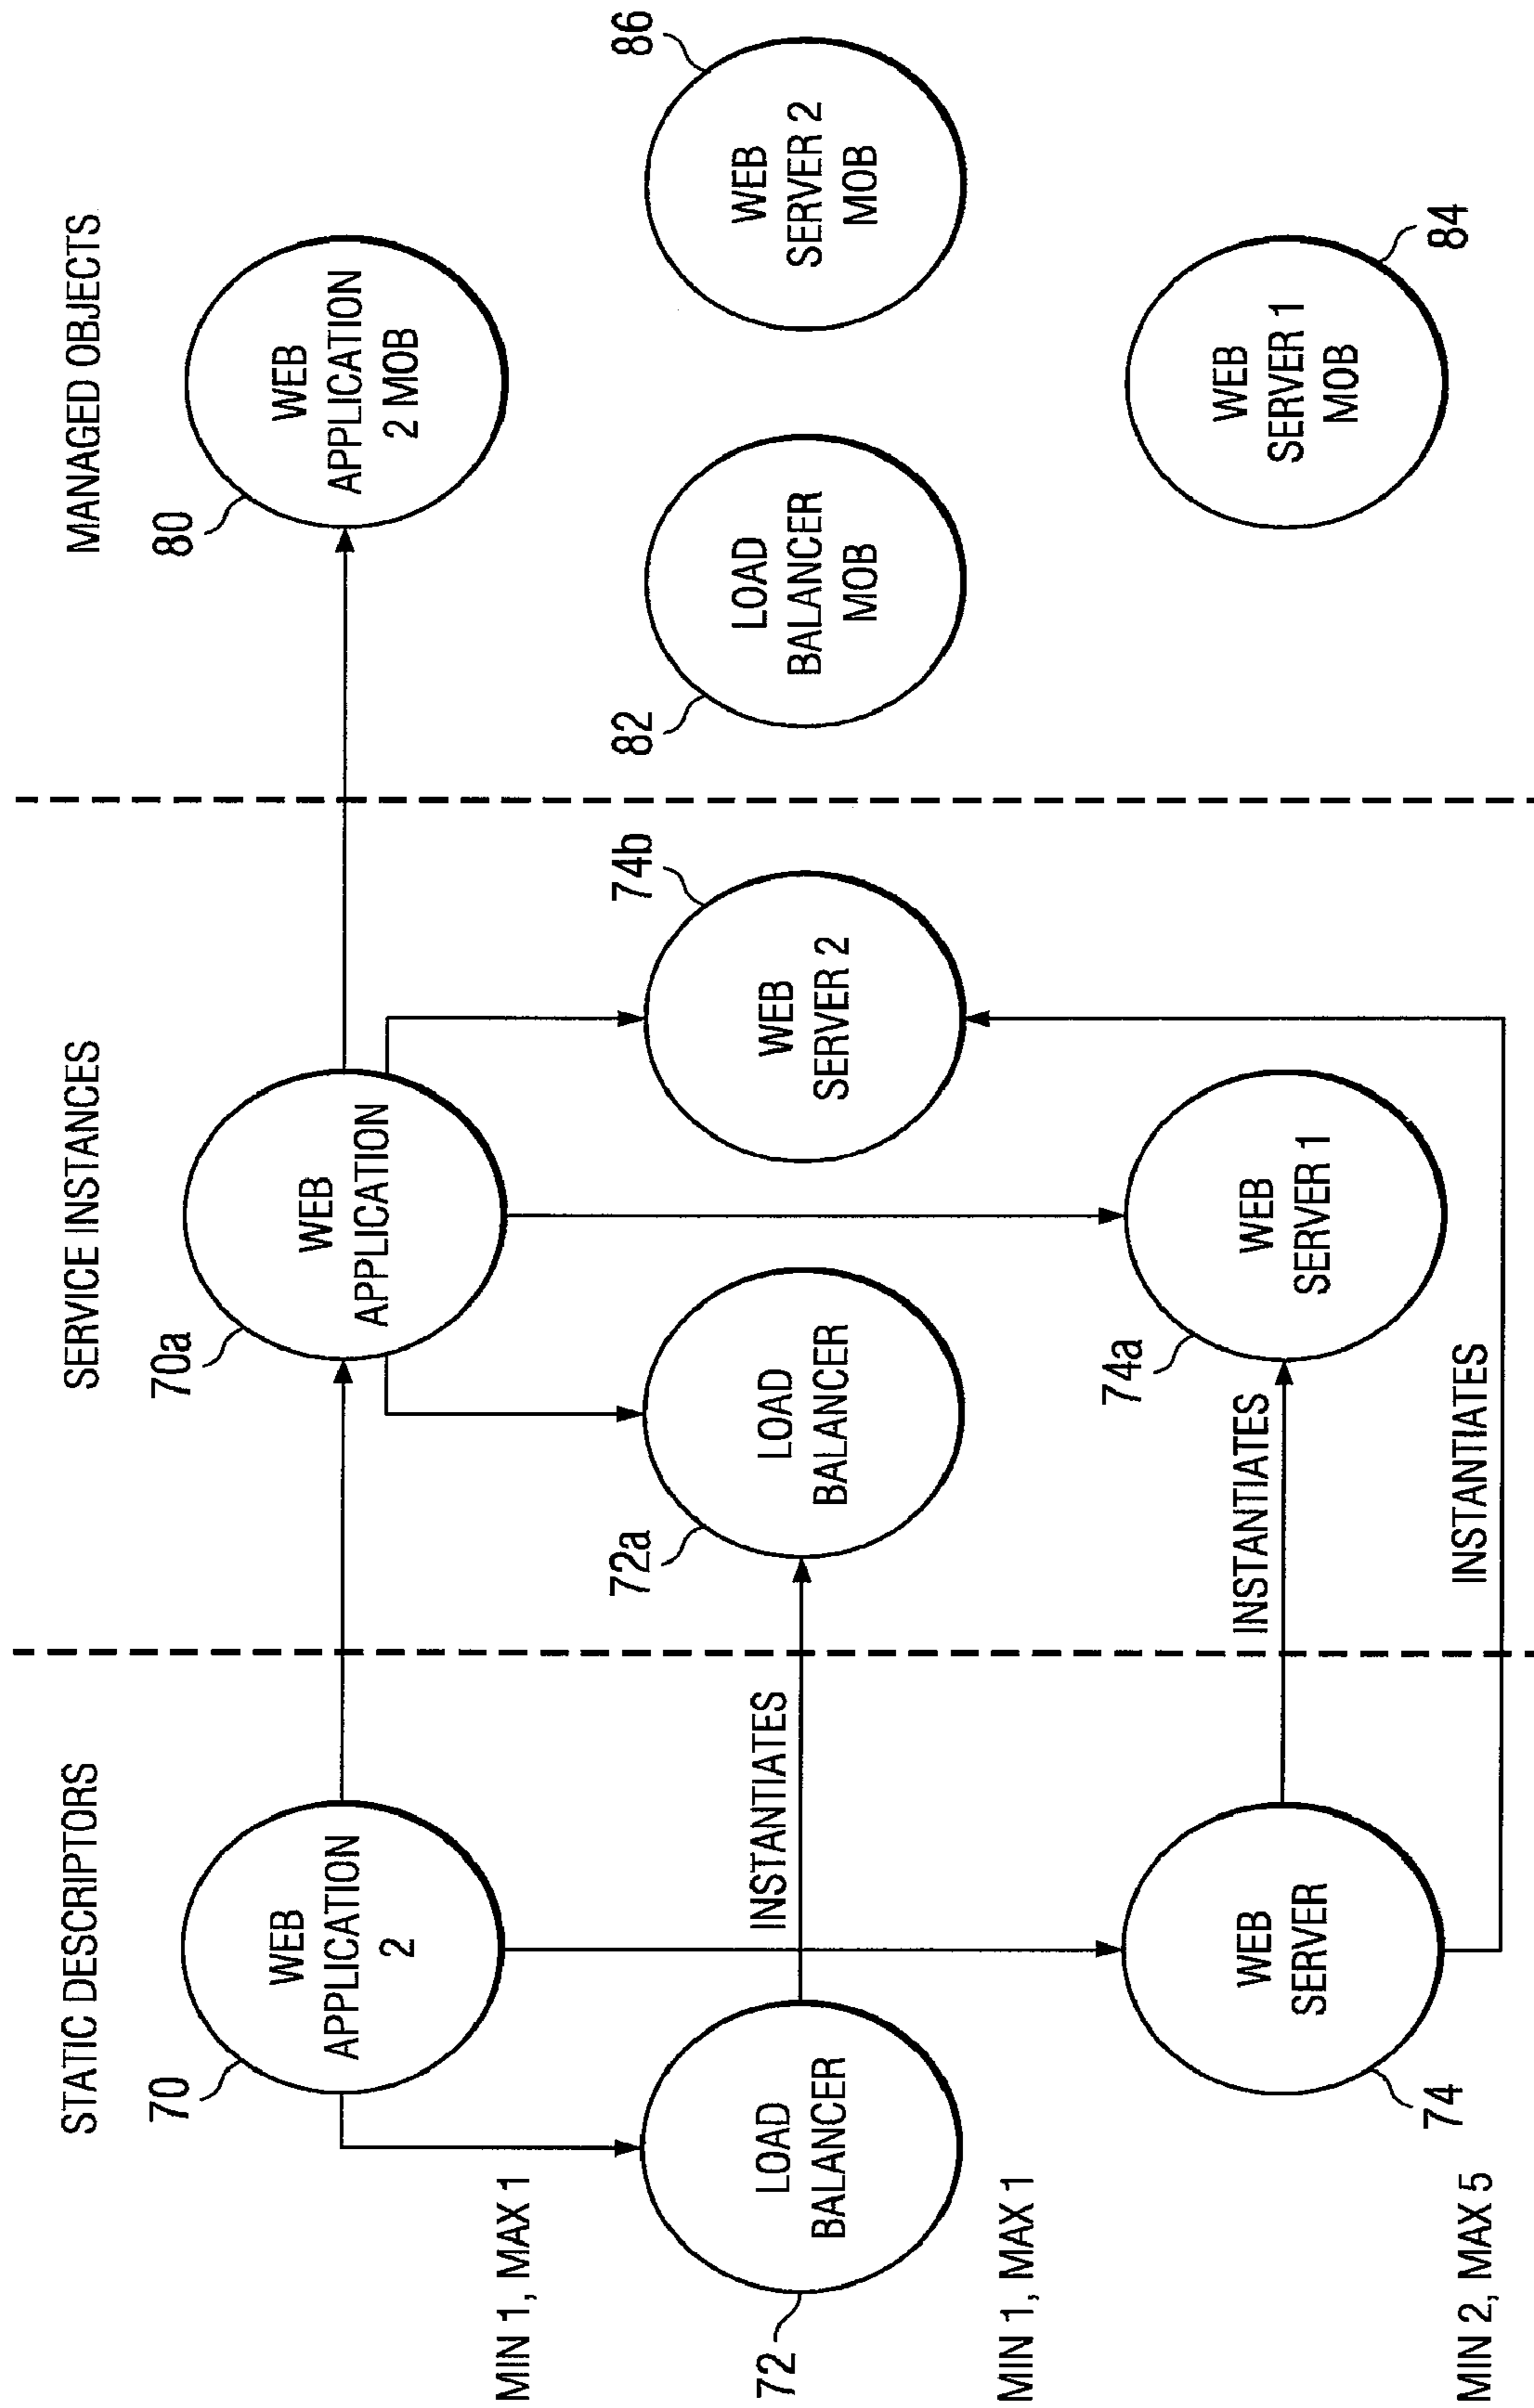 STATIC DESCRIPTORS
70
WEB
APPLICATION
2
MIN 1, MAX 1
72
LOAD
BALANCER
MIN 1, MAX 1
INSTANTIATES
WEB
SERVER
74
MIN 2, MAX 5
SERVICE INSTANCES
70a
WEB
APPLICATION
72a
LOAD
BALANCER
74b
WEB
SERVER 2
74a
WEB
SERVER 1
INSTANTIATES
INSTANTIATES
MANAGED OBJECTS
80
WEB
APPLICATION
2 MOB
82
LOAD
BALANCER
MOB
86
WEB
SERVER 2
MOB
WEB
SERVER 1
MOB
84